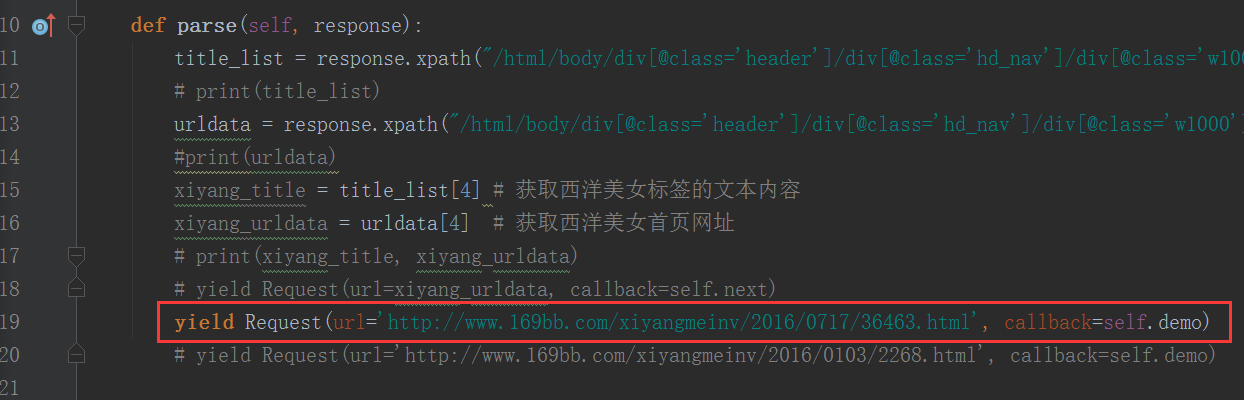 10 def parse(self, response):
11 title_list = response.xpath("/html/body/div[@class='header']/div[@class='hd_nav']/div[@class='w100
12 # print(title_list)
13 urldata = response.xpath("/html/body/div[@class='header']/div[@class='hd_nav']/div[@class='w1000']
14 #print(urldata)
15 xiyang_title = title_list[4] # 获取西洋美女标签的文本内容
16 xiyang_urldata = urldata[4] # 获取西洋美女首页网址
17 # print(xiyang_title, xiyang_urldata)
18 # yield Request(url=xiyang_urldata, callback=self.next)
19 yield Request(url='http://www.169bb.com/xiyangmeinv/2016/0717/36463.html', callback=self.demo)
20 # yield Request(url='http://www.169bb.com/xiyangmeinv/2016/0103/2268.html', callback=self.demo)
21